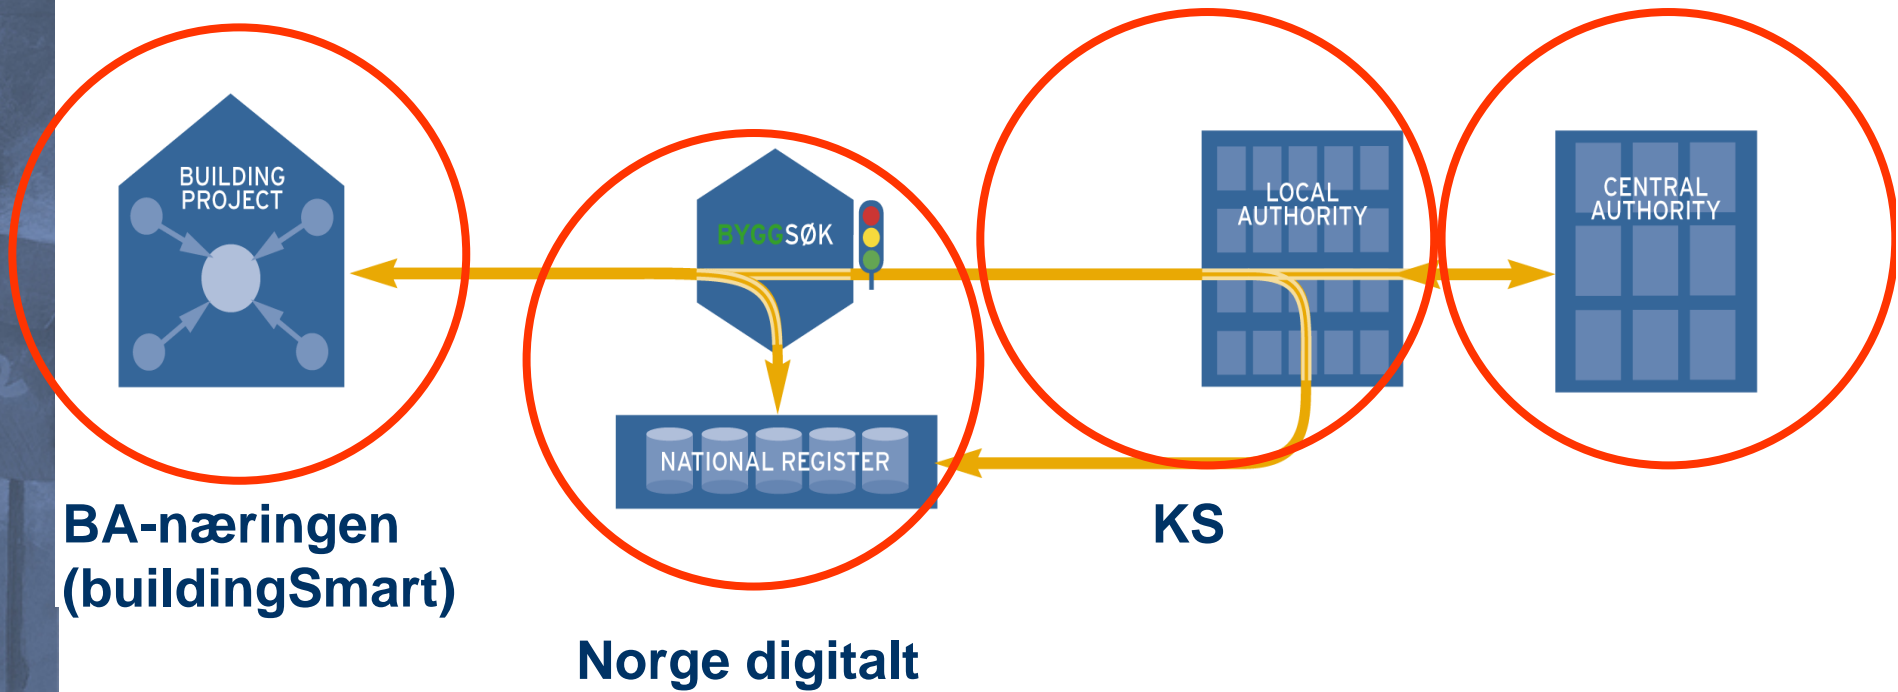 BUILDING
PROJECT
BYGGSØK
LOCAL
AUTHORITY
CENTRAL
AUTHORITY
NATIONAL REGISTER
BA-næringen
(buildingSmart)
KS
Norge digitalt